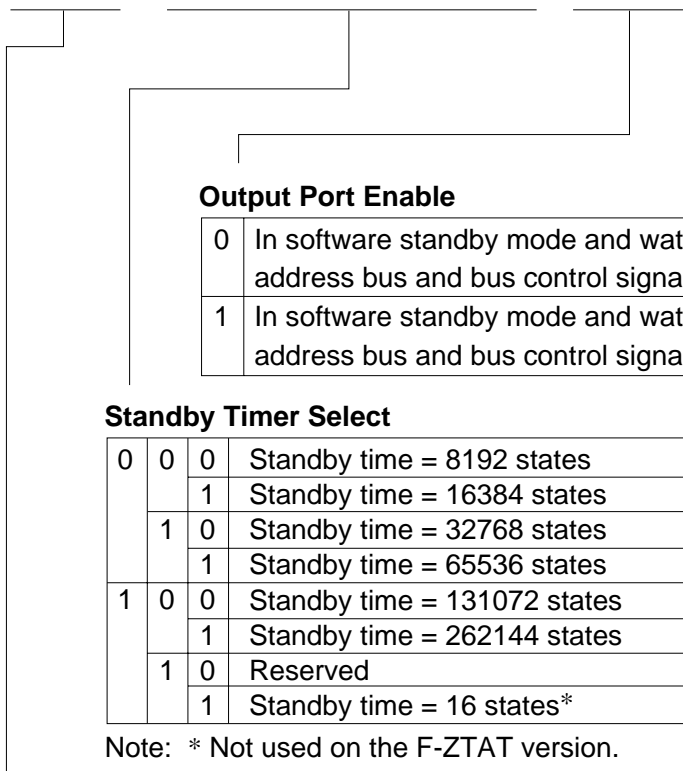 Output Port Enable
0 In software standby mode and
address bus and bus control
1 In software standby mode and
address bus and bus control
Standby Timer Select
0 0 0 Standby time = 8192 states
1 Standby time = 16384 states
1 0 Standby time = 32768 states
1 Standby time = 65536 states
1 0 0 Standby time = 131072 states
1 Standby time = 262144 states
1 0 Reserved
1 Standby time = 16 states*
Note: * Not used on the F-ZTAT version.